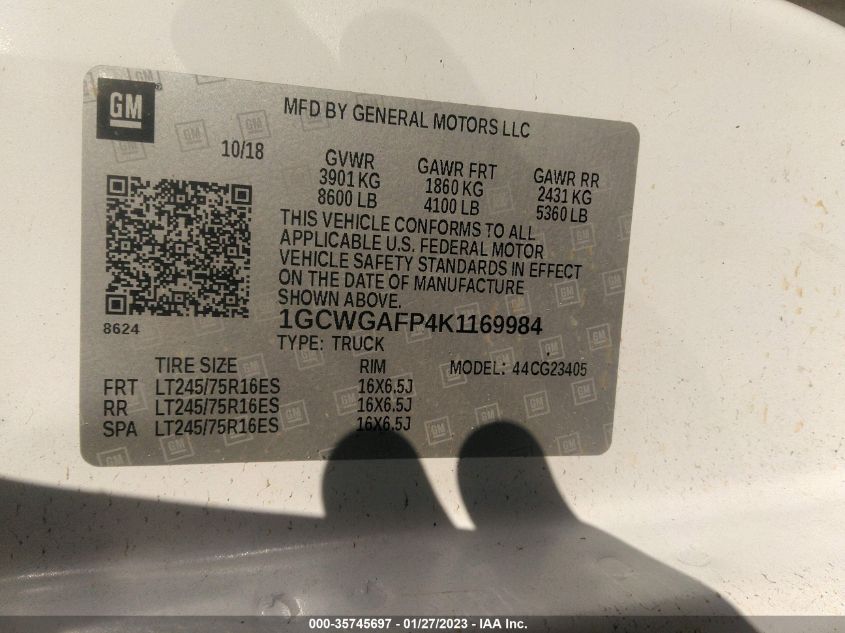 GM
MFD BY GENERAL MOTORS LLC
10/18
GVWR GAWR FRT GAWR RR
3901 KG 1860 KG 2431 KG
8600 LB 4100 LB 5360 LB
THIS VEHICLE CONFORMS TO ALL
APPLICABLE U.S. FEDERAL MOTOR
VEHICLE SAFETY STANDARDS IN EFFECT
ON THE DATE OF MANUFACTURE
SHOWN ABOVE.
8624
1GCWGAFP4K1169984
TYPE: TRUCK
TIRE SIZE RIM MODEL: 44CG23405
FRT LT245/75R16ES 16X6.5J
RR LT245/75R16ES 16X6.5J
SPA LT245/75R16ES 16X6.5J
000-35745697 - 01/27/2023 - IAA Inc.